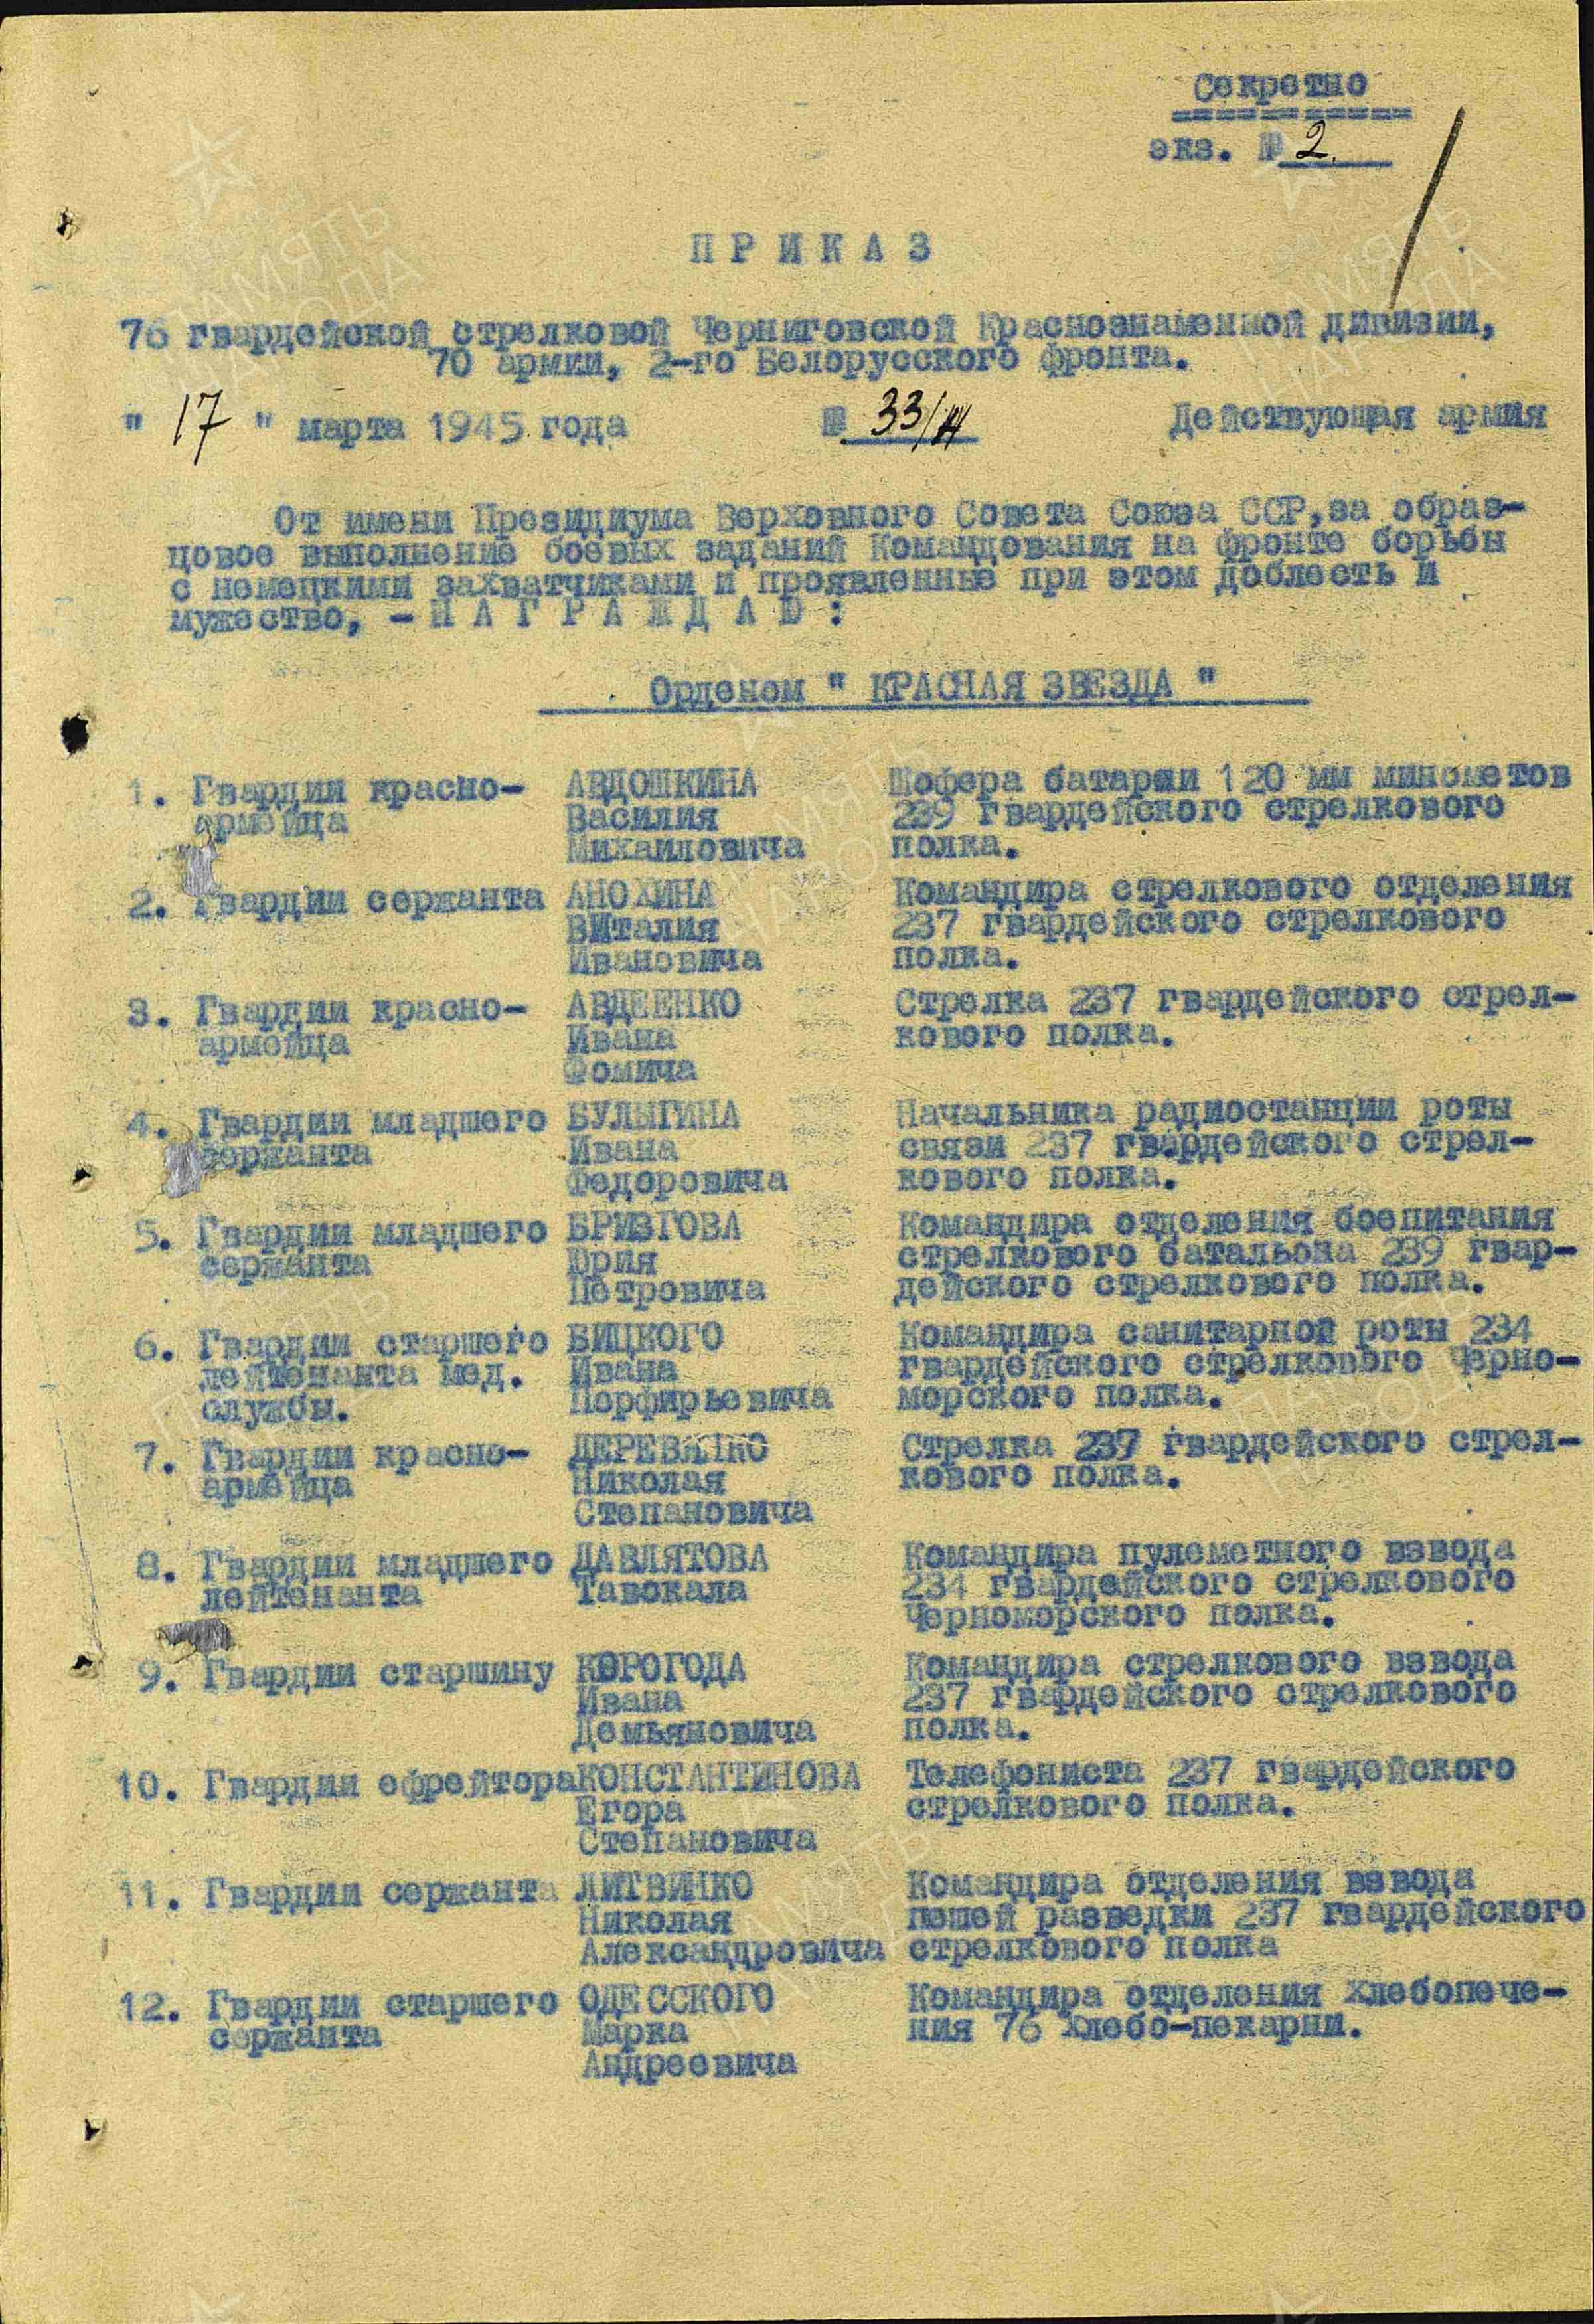 Секретно
экз. № 2.
ПРИКАЗ
76 гвардейской стрелковой Черниговской Краснознаменной дивизии,
70 армии, 2-го Белорусского фронта.
" 17 " марта 1945 года № 33/Н Действующая армия
От имени Президиума Верховного Совета Союза ССР, за образ-
цовое выполнение боевых заданий Командования на фронте борьбы
с немецкими захватчиками и проявленные при этом доблесть и
мужество, - НАГРАЖДАЮ:
Орденом " КРАСНАЯ ЗВЕЗДА "
1. Гвардии красно- АВДОШКИНА Шофера батареи 120 мм минометов
армейца Василия 239 гвардейского стрелкового
Михайловича полка.
2. Гвардии сержанта АНОХИНА Командира стрелкового отделения
ВИталия 237 гвардейского стрелкового
Ивановича полка.
3. Гвардии красно- АВДЕЕНКО Стрелка 237 гвардейского стрел-
армейца Ивана кового полка.
Фомича
4. Гвардии младшего БУЛЫГИНА Начальника радиостанции роты
сержанта Ивана связи 237 гвардейского стрел-
Федоровича кового полка.
5. Гвардии младшего БРИЗГОВА Командира отделения боепитания
сержанта Юрия стрелкового батальона 239 гвар-
Петровича дейского стрелкового полка.
6. Гвардии старшего БИЦКОГО Командира санитарной роты 234
лейтенанта мед. Ивана гвардейского стрелкового Черно-
службы. Порфирьевича морского полка.
7. Гвардии красно- ДЕРЕВЯНКО Стрелка 237 гвардейского стрел-
армейца Николая кового полка.
Степановича
8. Гвардии младшего ДАВЛЯТОВА Командира пулеметного взвода
лейтенанта Тавокала 234 гвардейского стрелкового
Черноморского полка.
9. Гвардии старшину КОРОГОДА Командира стрелкового взвода
Ивана 237 гвардейского стрелкового
Демьяновича полка.
10. Гвардии ефрейтора КОНСТАНТИНОВА Телефониста 237 гвардейского
Егора стрелкового полка.
Степановича
11. Гвардии сержанта ЛИТВИНКО Командира отделения взвода
Николая пешей разведки 237 гвардейского
Александровича стрелкового полка
12. Гвардии старшего ОДЕССКОГО Командира отделения хлебопече-
сержанта Марка ния 76 хлебо-пекарни.
Андреевича